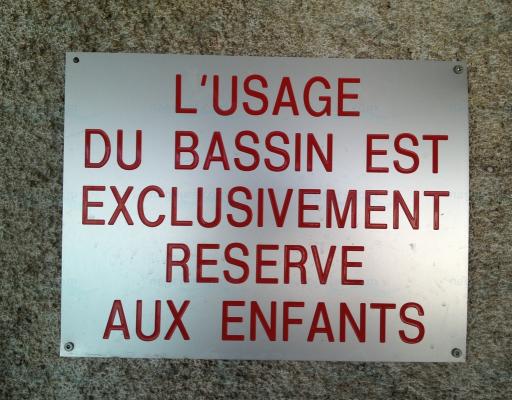 L'USAGE
DU BASSIN EST
EXCLUSIVEMENT
RESERVE
AUX ENFANTS